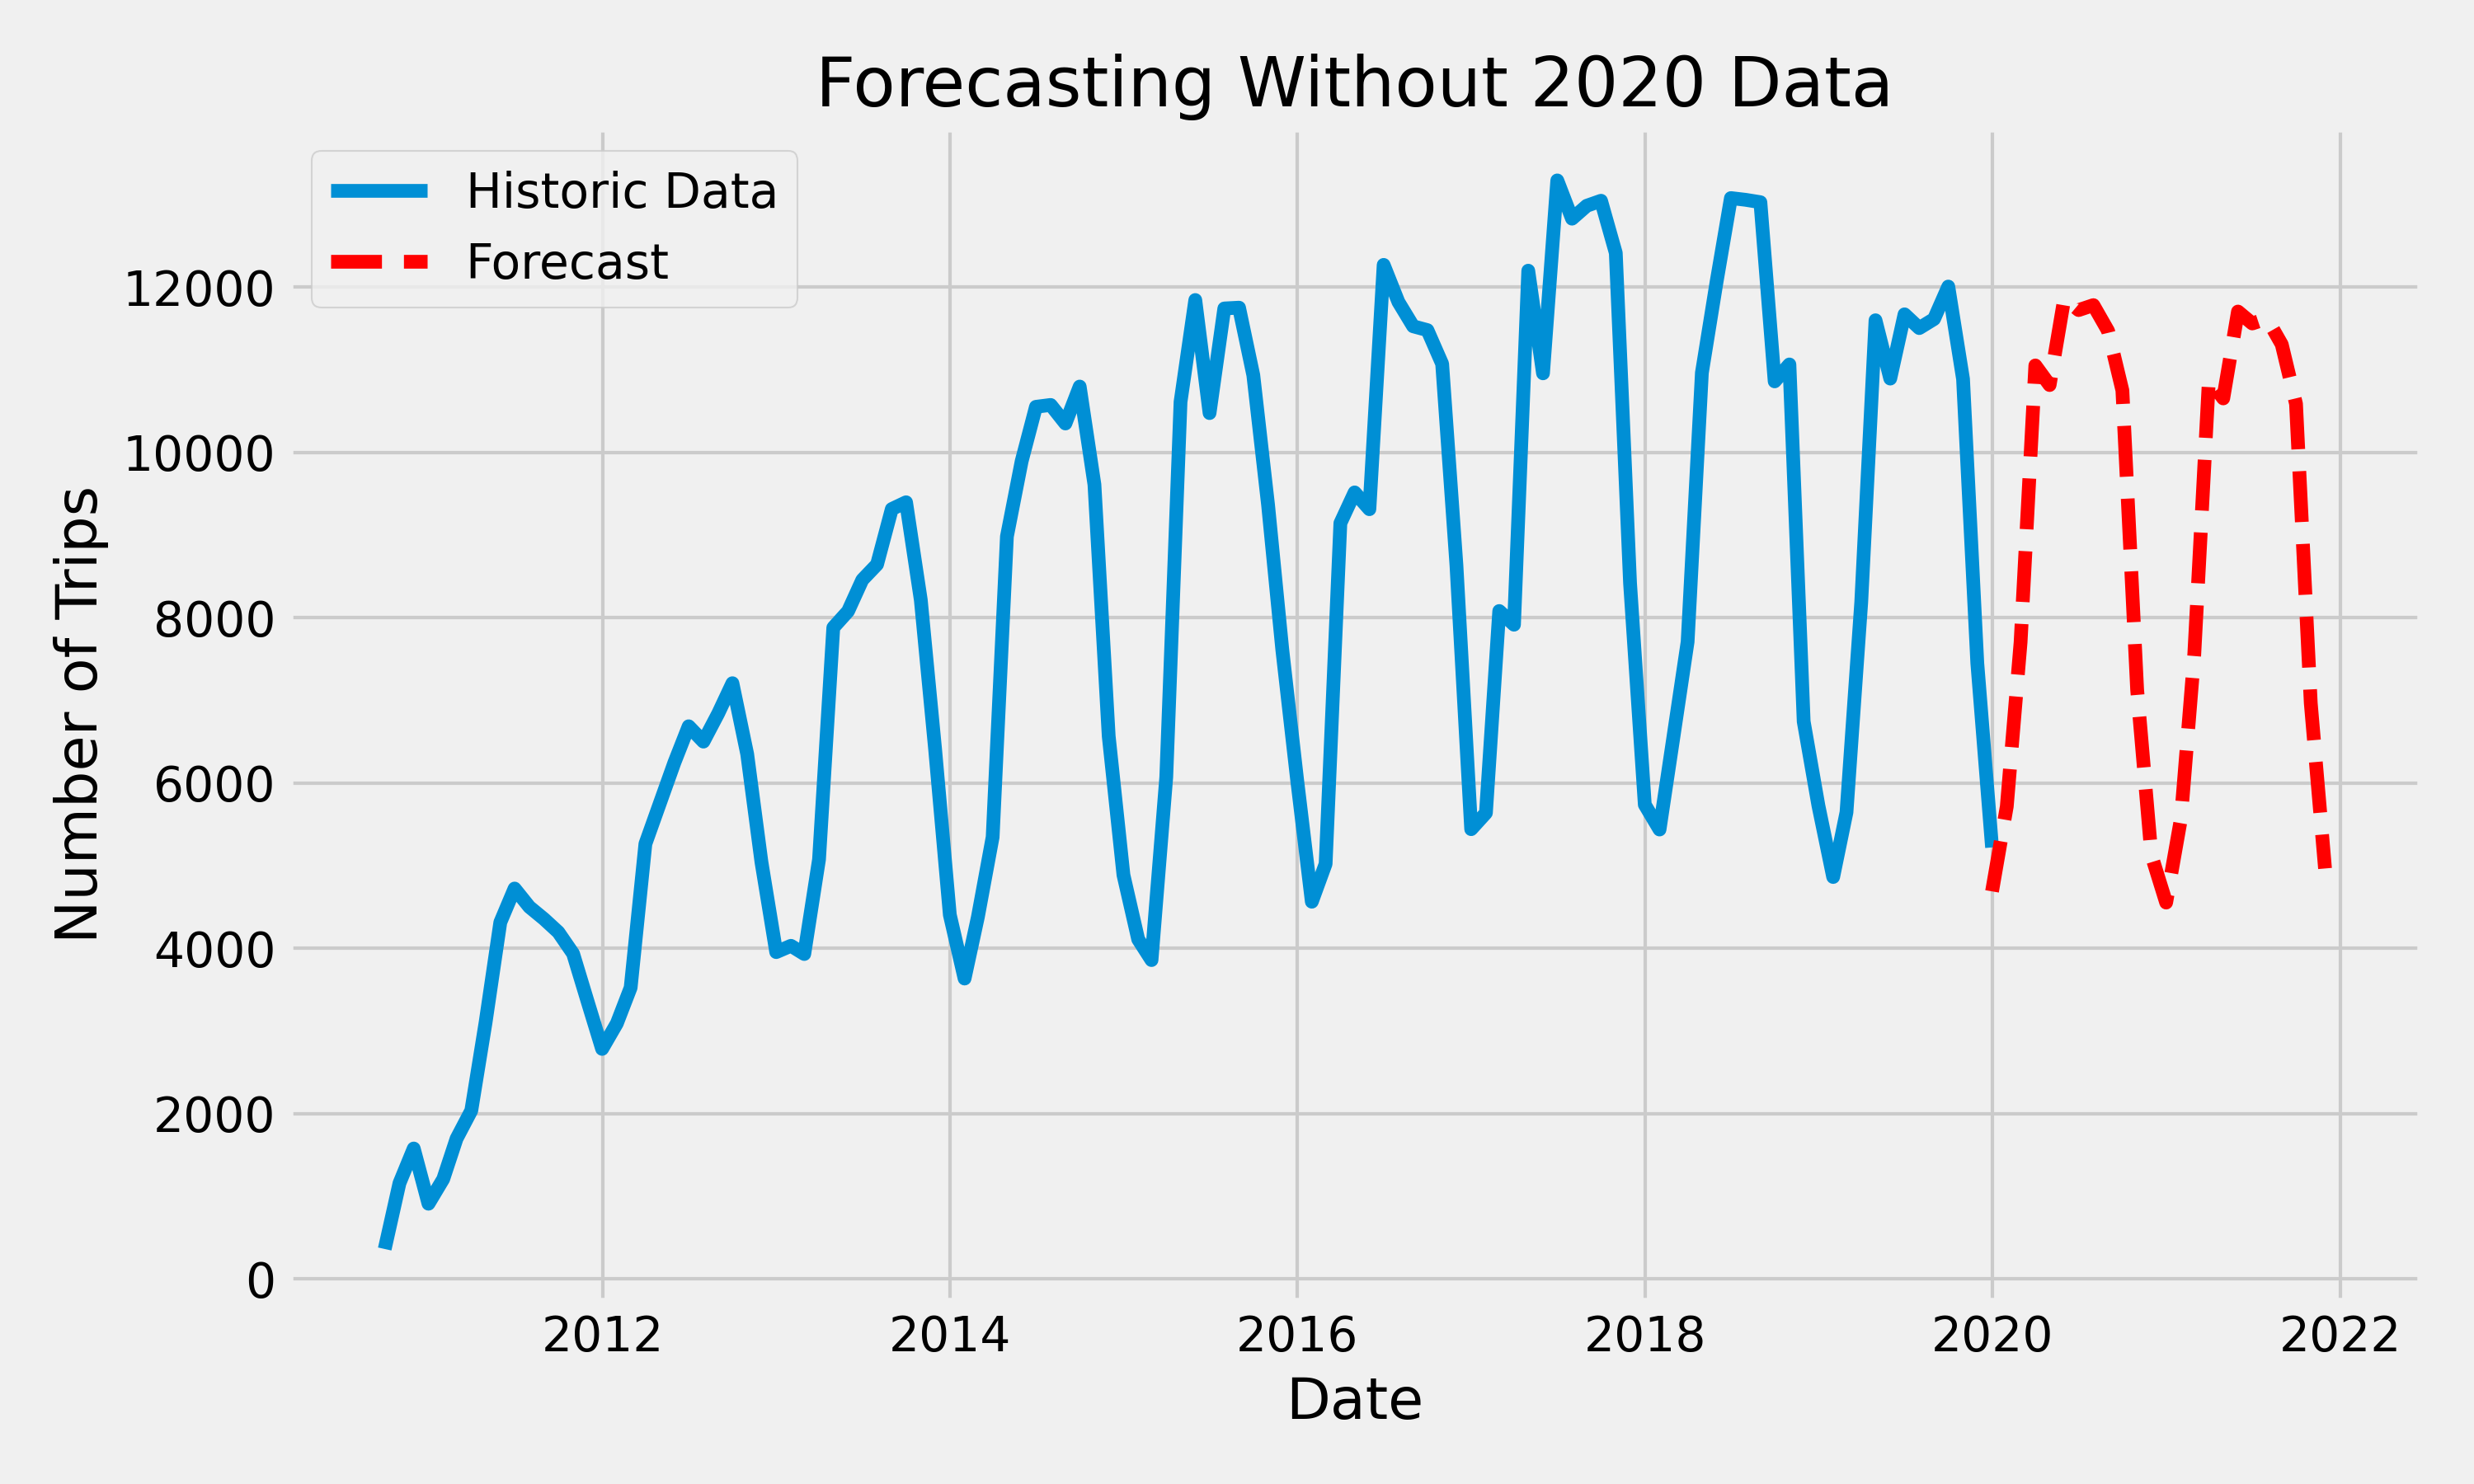 Forecasting Without 2020 Data
Historic Data
Forecast
12000
10000
8000
6000
4000
2000
0
Number of Trips
2012 2014 2016 2018 2020 2022
Date